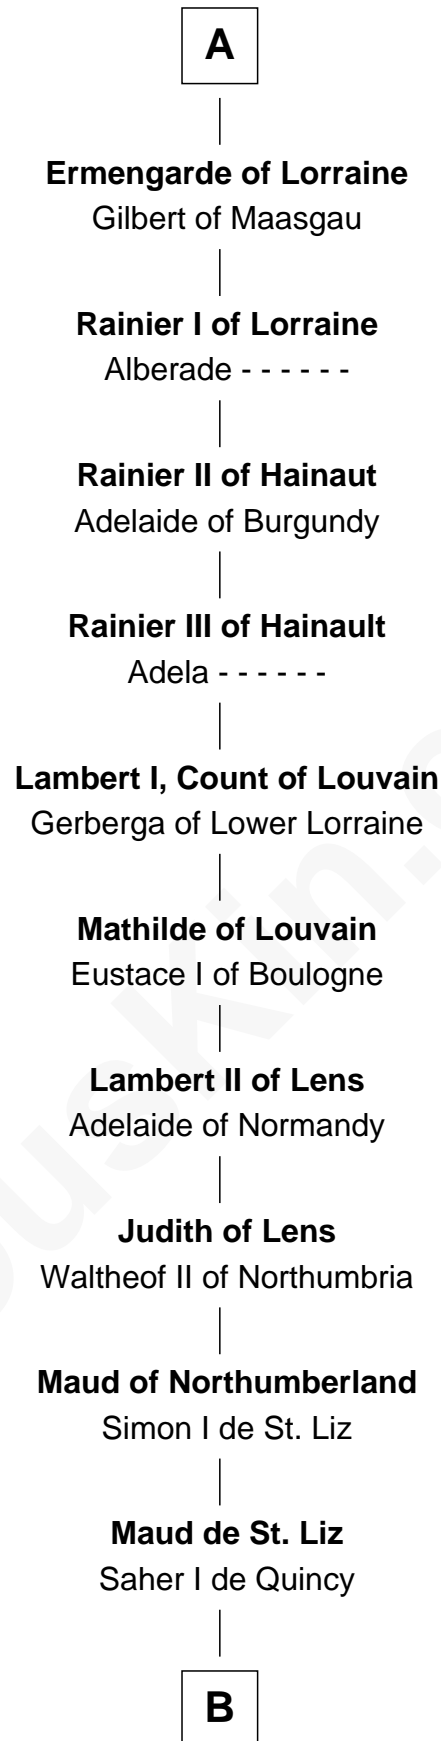 A
Ermengarde of Lorraine
Gilbert of Maasgau
Rainier I of Lorraine
Alberade - - - - - -
Rainier II of Hainaut
Adelaide of Burgundy
Rainier III of Hainault
Adela - - - - - -
Lambert I, Count of Louvain
Gerberga of Lower Lorraine
Mathilde of Louvain
Eustace I of Boulogne
Lambert II of Lens
Adelaide of Normandy
Judith of Lens
Waltheof II of Northumbria
Maud of Northumberland
Simon I de St. Liz
Maud de St. Liz
Saher I de Quincy
B